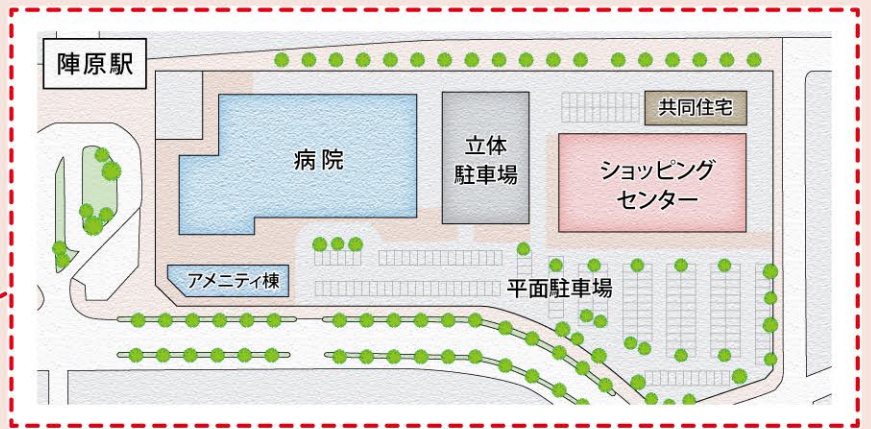 陣原駅
共同住宅
病院
立体
駐車場
ショッピング
センター
アメニティ棟
平面駐車場